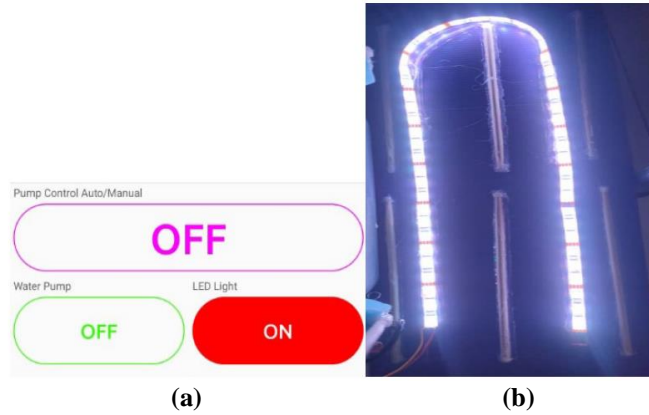 Pump Control Auto/Manual
OFF
Water Pump
LED Light
OFF
ON
(a)
(b)